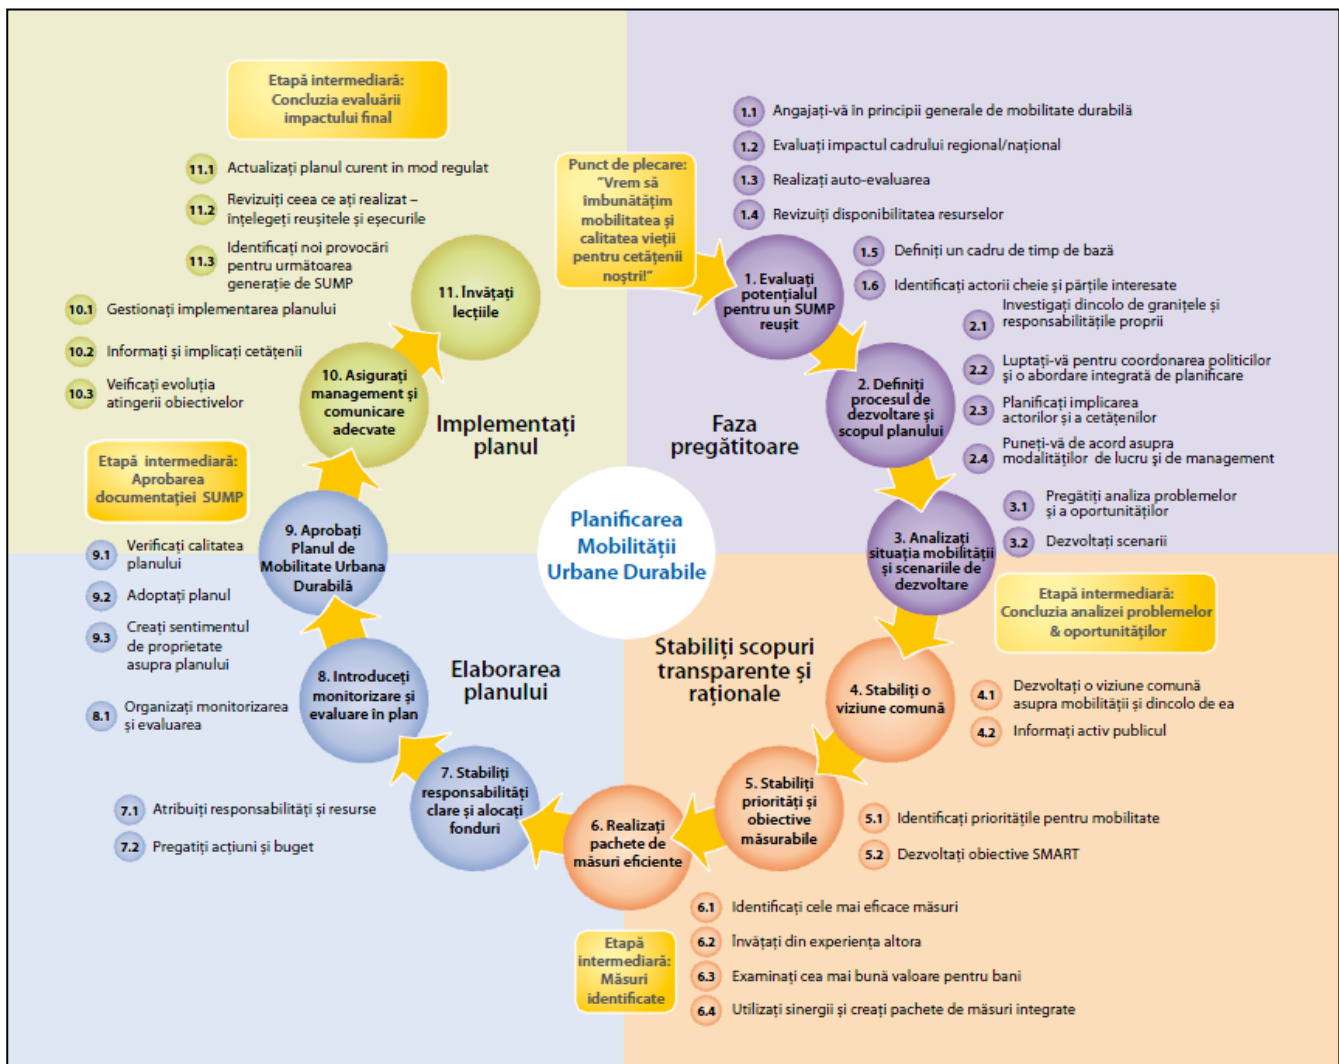 Punct de plecare:
"Vrem să
îmbunătățim
mobilitatea și
calitatea vieții
pentru cetățenii
noștri!"
1.1 Angajați-vă în principii generale de mobilitate durabilă
1.2 Evaluați impactul cadrului regional/național
1.3 Realizați auto-evaluarea
1.4 Revizuiți disponibilitatea resurselor
1.5 Definiți un cadru de timp de bază
1.6 Identificați actorii cheie și părțile interesate
1. Evaluați
potențialul
pentru un SUMP
reușit
2.1 Investigați dincolo de granițele și
responsabilitățile proprii
2.2 Luptați-vă pentru coordonarea politicilor
și o abordare integrată de planificare
2.3 Planificați implicarea
actorilor și a cetățenilor
2.4 Puneți-vă de acord asupra
modalităților de lucru și de management
2. Definiți
procesul de
dezvoltare și
scopul planului
Faza
pregătitoare
3.1 Pregătiți analiza problemelor
și a oportunităților
3.2 Dezvoltați scenarii
3. Analizați
situația mobilității
și scenariile de
dezvoltare
Etapă intermediară:
Concluzia analizei problemelor
& oportunităților
Planificarea
Mobilității
Urbane Durabile
Stabiliți scopuri
transparente și
raționale
4. Stabiliți o
viziune comună
4.1 Dezvoltați o viziune comună
asupra mobilității și dincolo de ea
4.2 Informați activ publicul
5. Stabiliți
priorități și
obiective
măsurabile
5.1 Identificați prioritățile pentru mobilitate
5.2 Dezvoltați obiective SMART
6. Realizați
pachete de
măsuri eficiente
6.1 Identificați cele mai eficace măsuri
6.2 Învățați din experiența altora
6.3 Examinați cea mai bună valoare pentru bani
6.4 Utilizați sinergii și creați pachete de măsuri integrate
Etapă
intermediară:
Măsuri
identificate
Elaborarea
planului
7. Stabiliți
responsabilități
clare și alocați
fonduri
7.1 Atribuiți responsabilități și resurse
7.2 Pregatiți acțiuni și buget
8. Introduceți
monitorizare și
evaluare în plan
8.1 Organizați monitorizarea
și evaluarea
9. Aprobați
Planul de
Mobilitate Urbana
Durabilă
9.1 Verificați calitatea
planului
9.2 Adoptați planul
9.3 Creați sentimentul
de proprietate
asupra planului
Etapă intermediară:
Aprobarea
documentației SUMP
Implementați
planul
10. Asigurați
management și
comunicare
adecvate
10.1 Gestionați implementarea planului
10.2 Informați și implicați cetățenii
10.3 Veificați evoluția
atingerii obiectivelor
11. Învățați
lecțiile
11.1 Actualizați planul curent in mod regulat
11.2 Revizuiți ceea ce ați realizat –
înțelegeți reușitele și eșecurile
11.3 Identificați noi provocări
pentru următoarea
generație de SUMP
Etapă intermediară:
Concluzia evaluării
impactului final